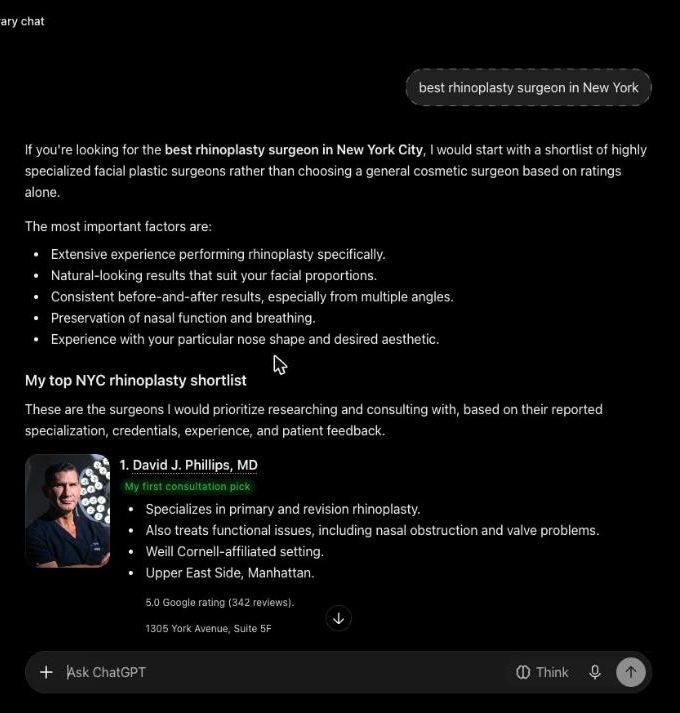 ary chat
best rhinoplasty surgeon in New York
If you're looking for the best rhinoplasty surgeon in New York City, I would start with a shortlist of highly
specialized facial plastic surgeons rather than choosing a general cosmetic surgeon based on ratings
alone.
The most important factors are:
• Extensive experience performing rhinoplasty specifically.
• Natural-looking results that suit your facial proportions.
• Consistent before-and-after results, especially from multiple angles.
• Preservation of nasal function and breathing.
• Experience with your particular nose shape and desired aesthetic.
My top NYC rhinoplasty shortlist
These are the surgeons I would prioritize researching and consulting with, based on their reported
specialization, credentials, experience, and patient feedback.
1. David J. Phillips, MD
My first consultation pick
• Specializes in primary and revision rhinoplasty.
• Also treats functional issues, including nasal obstruction and valve problems.
• Weill Cornell-affiliated setting.
• Upper East Side, Manhattan.
5.0 Google rating (342 reviews).
1305 York Avenue, Suite 5F
Ask ChatGPT
Think